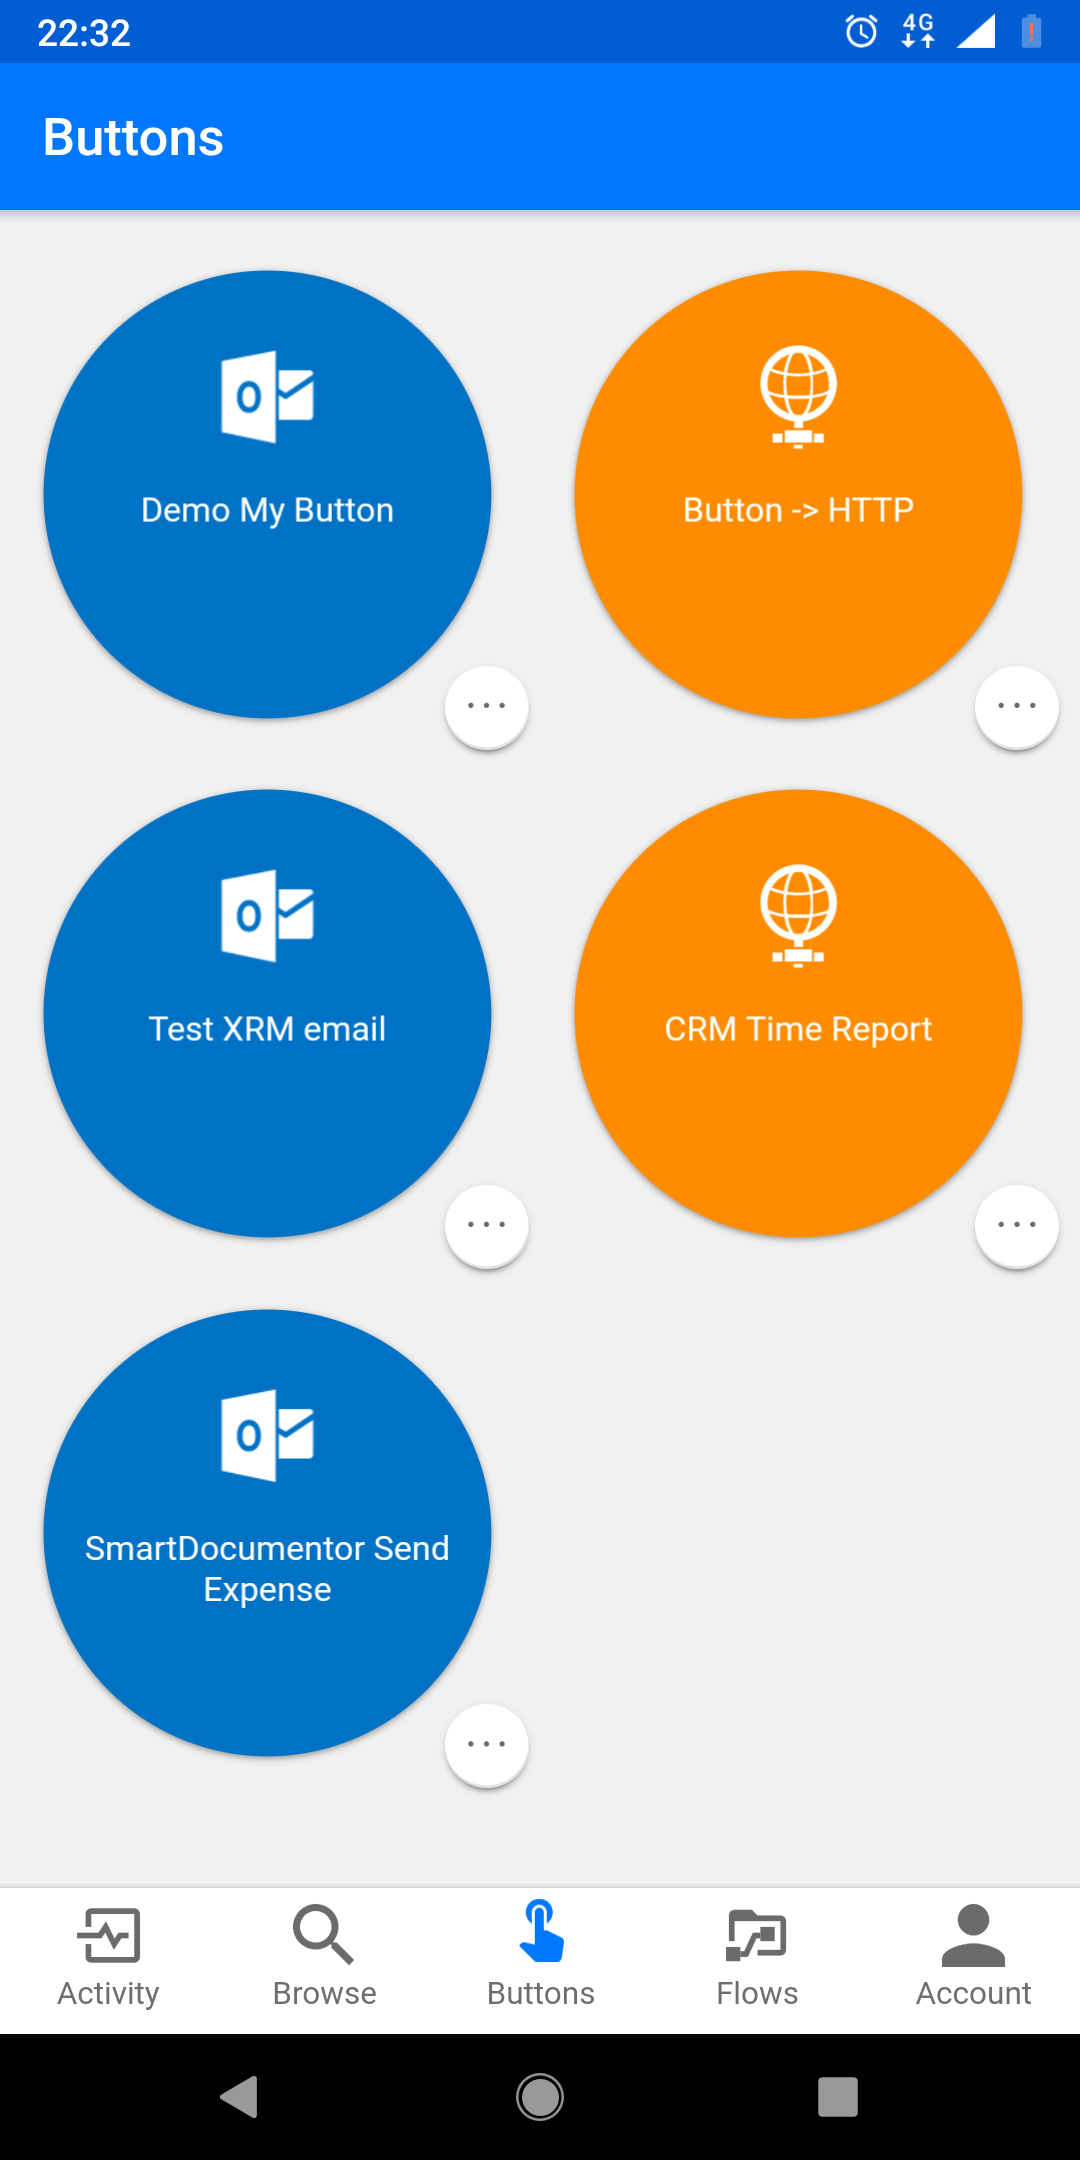 22:32
4G
Buttons
Demo My Button
Button -> HTTP
Test XRM email
CRM Time Report
SmartDocumentor Send
Expense
Activity
Browse
Buttons
Flows
Account